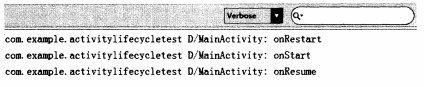 Verbose
com.example.activitylifecycletest D/MainActivity: onRestart
com.example.activitylifecycletest D/MainActivity: onStart
com.example.activitylifecycletest D/MainActivity: onResume